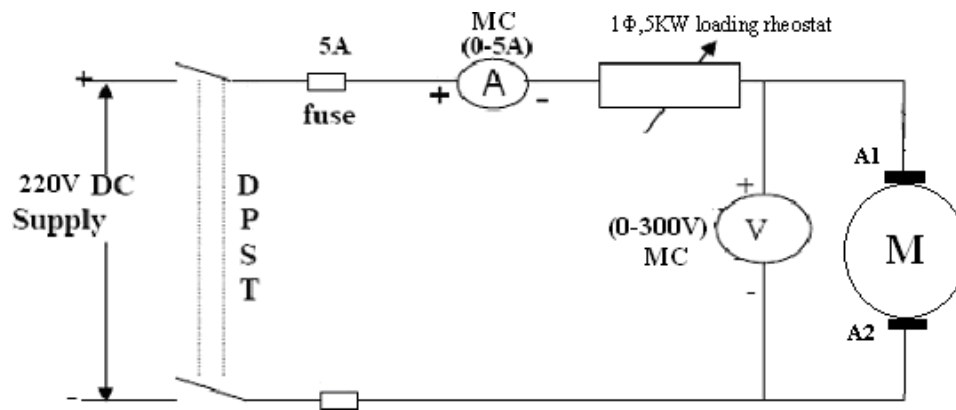 1Φ,5KW loading rheostat
MC
(0-5A)
5A
fuse
+
A
+
-
220V DC
Supply
-
D
P
S
T
+
(0-300V)
MC
V
-
A1
M
A2